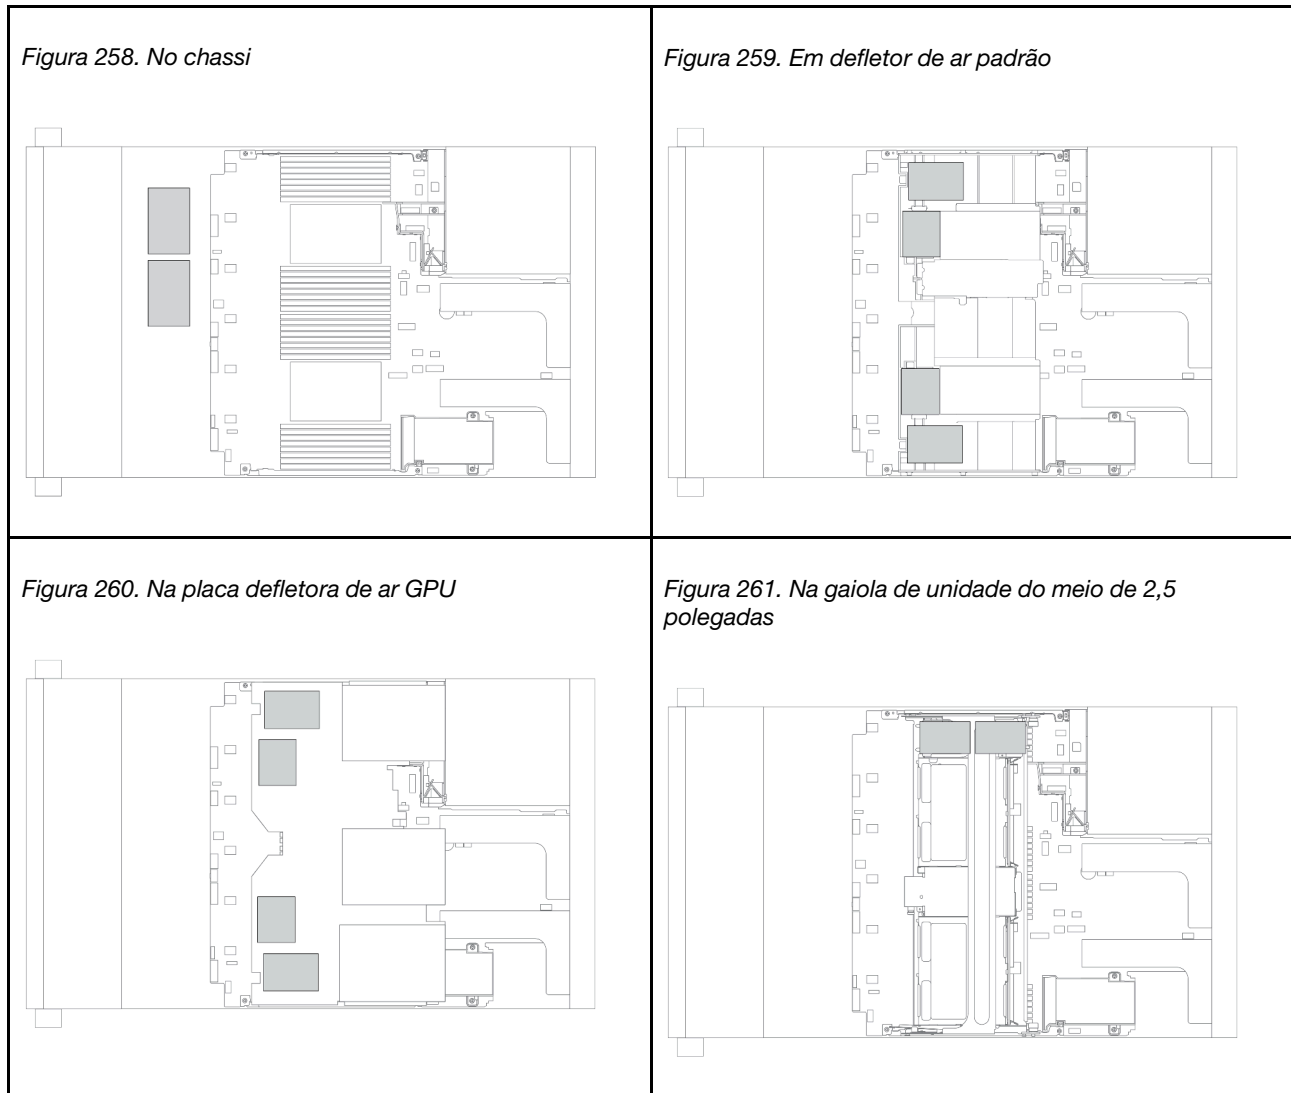 Figura 258. No chassi
Figura 259. Em defletor de ar padrão
Figura 260. Na placa defletora de ar GPU
Figura 261. Na gaiola de unidade do meio de 2,5
polegadas